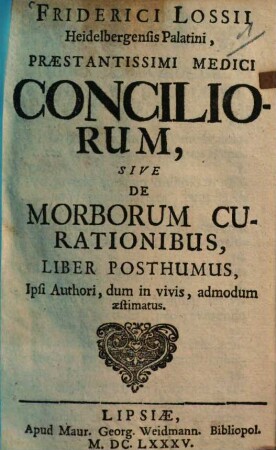 FRIDERICI LOSSII
Heidelbergensis Palatini,
PRÆSTANTISSIMI MEDICI
CONCILIO-
RUM,
SIVE
DE
MORBORUM CU-
RATIONIBUS,
LIBER POSTHUMUS,
Ipsi Authori, dum in vivis, admodum
æstimatus.
LIPSIÆ,
Apud Maur. Georg. Weidmann. Bibliopol.
M. DC. LXXXV.